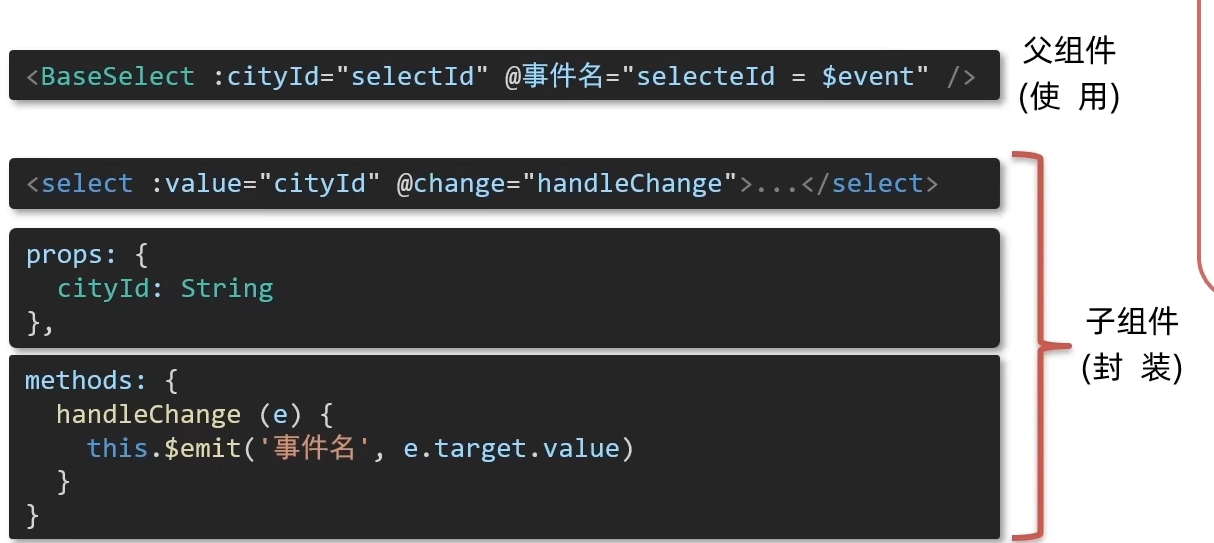 <BaseSelect :cityId="selectId" @事件名="selecteId = $event" />
父组件
(使 用)
<select :value="cityId" @change="handleChange">...</select>
props: {
  cityId: String
},
methods: {
  handleChange (e) {
    this.$emit('事件名', e.target.value)
  }
}
子组件
(封 装)